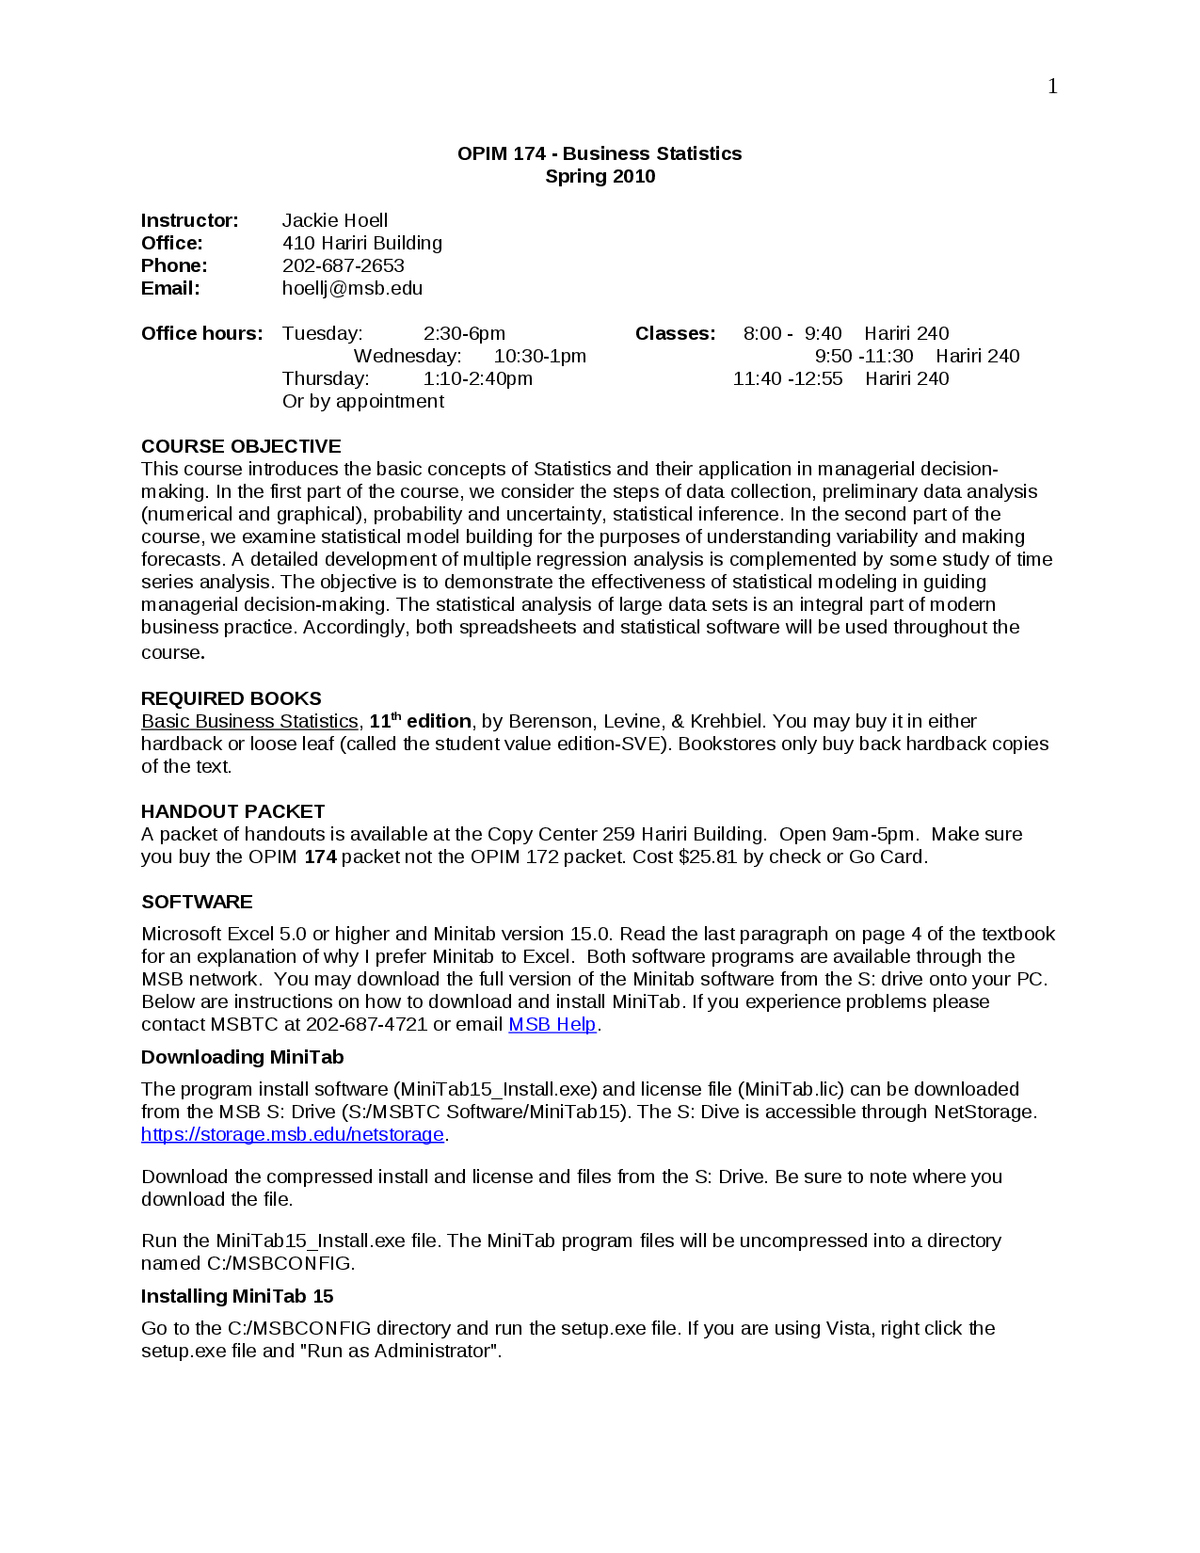 1
OPIM 174 - Business Statistics
Spring 2010
Instructor: Jackie Hoell
Office: 410 Hariri Building
Phone: 202-687-2653
Email: hoellj@msb.edu
Office hours: Tuesday: 2:30-6pm Classes: 8:00 - 9:40 Hariri 240
Wednesday: 10:30-1pm 9:50 -11:30 Hariri 240
Thursday: 1:10-2:40pm 11:40 -12:55 Hariri 240
Or by appointment
COURSE OBJECTIVE
This course introduces the basic concepts of Statistics and their application in managerial decision-
making. In the first part of the course, we consider the steps of data collection, preliminary data analysis
(numerical and graphical), probability and uncertainty, statistical inference. In the second part of the
course, we examine statistical model building for the purposes of understanding variability and making
forecasts. A detailed development of multiple regression analysis is complemented by some study of time
series analysis. The objective is to demonstrate the effectiveness of statistical modeling in guiding
managerial decision-making. The statistical analysis of large data sets is an integral part of modern
business practice. Accordingly, both spreadsheets and statistical software will be used throughout the
course.
REQUIRED BOOKS
Basic Business Statistics, 11th edition, by Berenson, Levine, & Krehbiel. You may buy it in either
hardback or loose leaf (called the student value edition-SVE). Bookstores only buy back hardback copies
of the text.
HANDOUT PACKET
A packet of handouts is available at the Copy Center 259 Hariri Building. Open 9am-5pm. Make sure
you buy the OPIM 174 packet not the OPIM 172 packet. Cost $25.81 by check or Go Card.
SOFTWARE
Microsoft Excel 5.0 or higher and Minitab version 15.0. Read the last paragraph on page 4 of the textbook
for an explanation of why I prefer Minitab to Excel. Both software programs are available through the
MSB network. You may download the full version of the Minitab software from the S: drive onto your PC.
Below are instructions on how to download and install MiniTab. If you experience problems please
contact MSBTC at 202-687-4721 or email MSB Help.
Downloading MiniTab
The program install software (MiniTab15_Install.exe) and license file (MiniTab.lic) can be downloaded
from the MSB S: Drive (S:/MSBTC Software/MiniTab15). The S: Dive is accessible through NetStorage.
https://storage.msb.edu/netstorage.
Download the compressed install and license and files from the S: Drive. Be sure to note where you
download the file.
Run the MiniTab15_Install.exe file. The MiniTab program files will be uncompressed into a directory
named C:/MSBCONFIG.
Installing MiniTab 15
Go to the C:/MSBCONFIG directory and run the setup.exe file. If you are using Vista, right click the
setup.exe file and "Run as Administrator".